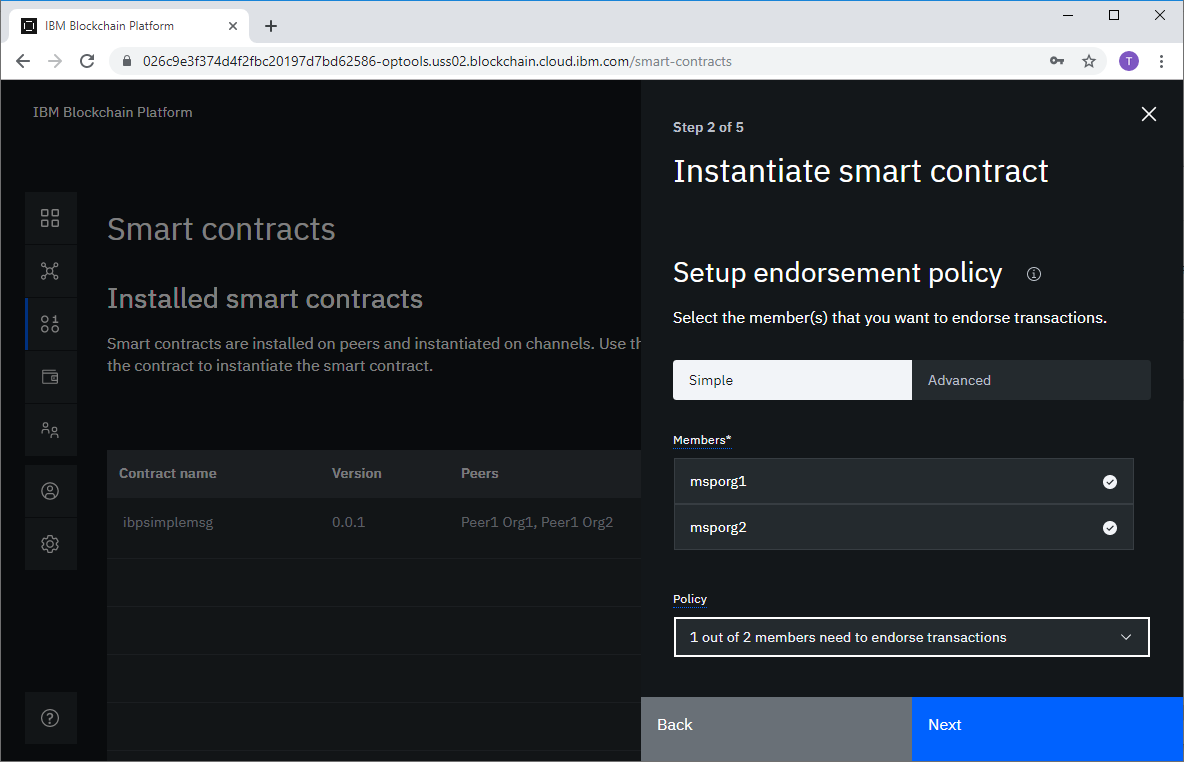 IBM Blockchain Platform
026c9e3f374d4f2fbc20197d7bd62586-optools.uss02.blockchain.cloud.ibm.com/smart-contracts
T
IBM Blockchain Platform
Smart contracts
Installed smart contracts
Smart contracts are installed on peers and instantiated on channels. Use th
the contract to instantiate the smart contract.
Contract name Version Peers
ibpsimplemsg 0.0.1 Peer1 Org1, Peer1 Org2
Step 2 of 5
Instantiate smart contract
Setup endorsement policy
Select the member(s) that you want to endorse transactions.
Simple Advanced
Members*
msporg1
msporg2
Policy
1 out of 2 members need to endorse transactions
Back Next